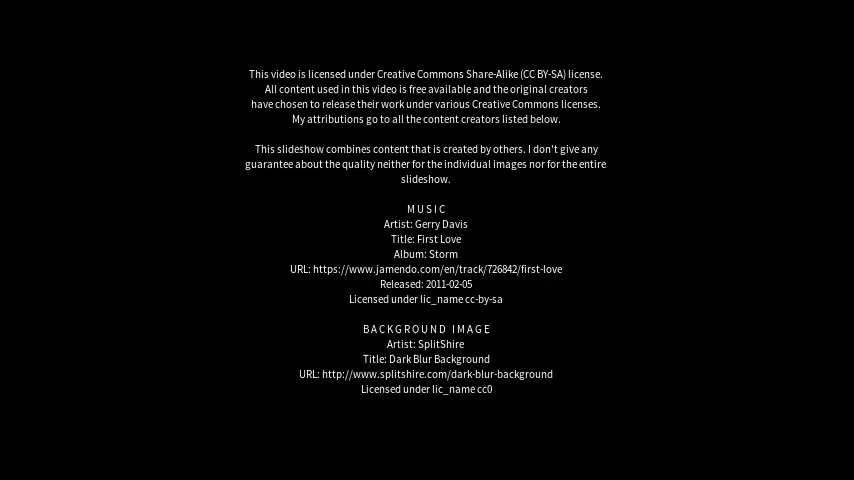 This video is licensed under Creative Commons Share-Alike (CC BY-SA) license.
All content used in this video is free available and the original creators
have chosen to release their work under various Creative Commons licenses.
My attributions go to all the content creators listed below.
This slideshow combines content that is created by others. I don't give any
guarantee about the quality neither for the individual images nor for the entire
slideshow.
MUSIC
Artist: Gerry Davis
Title: First Love
Album: Storm
URL: https://www.jamendo.com/en/track/726842/first-love
Released: 2011-02-05
Licensed under lic_name cc-by-sa
BACKGROUND IMAGE
Artist: SplitShire
Title: Dark Blur Background
URL: http://www.splitshire.com/dark-blur-background
Licensed under lic_name cc0